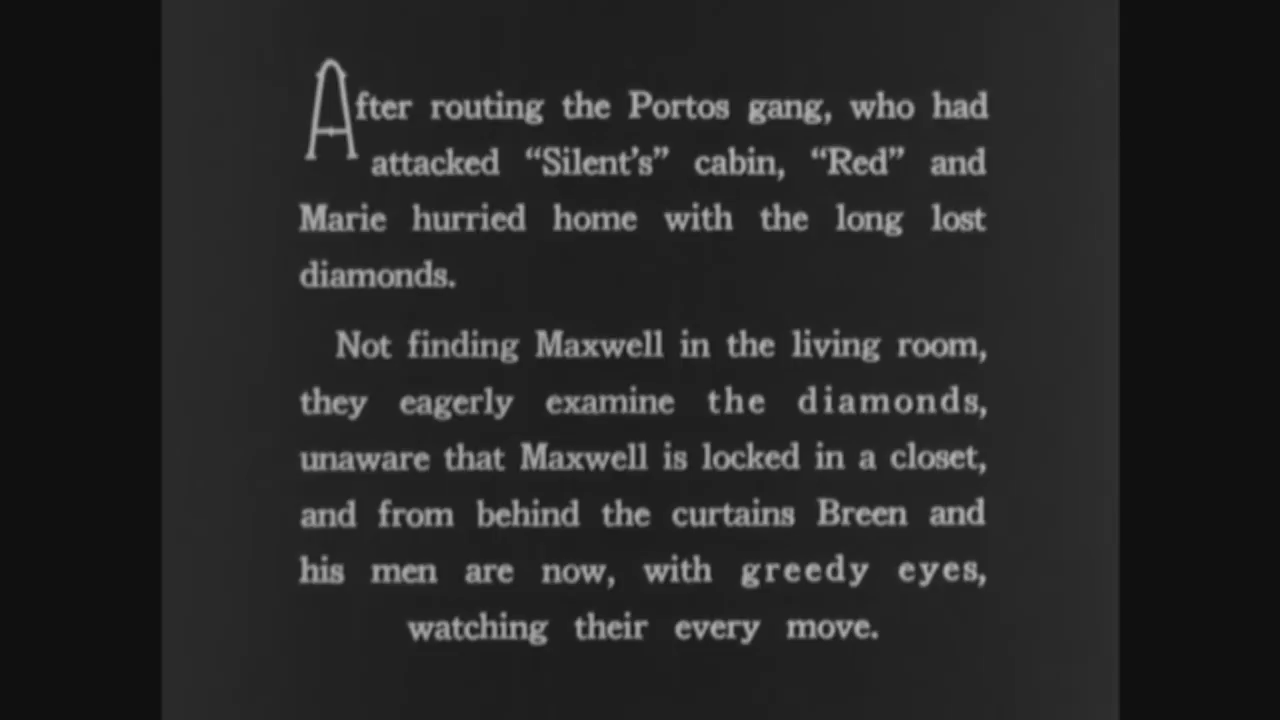 After routing the Portos gang, who had
attacked “Silent’s” cabin, “Red” and
Marie hurried home with the long lost
diamonds.
Not finding Maxwell in the living room,
they eagerly examine the diamonds,
unaware that Maxwell is locked in a closet,
and from behind the curtains Breen and
his men are now, with greedy eyes,
watching their every move.